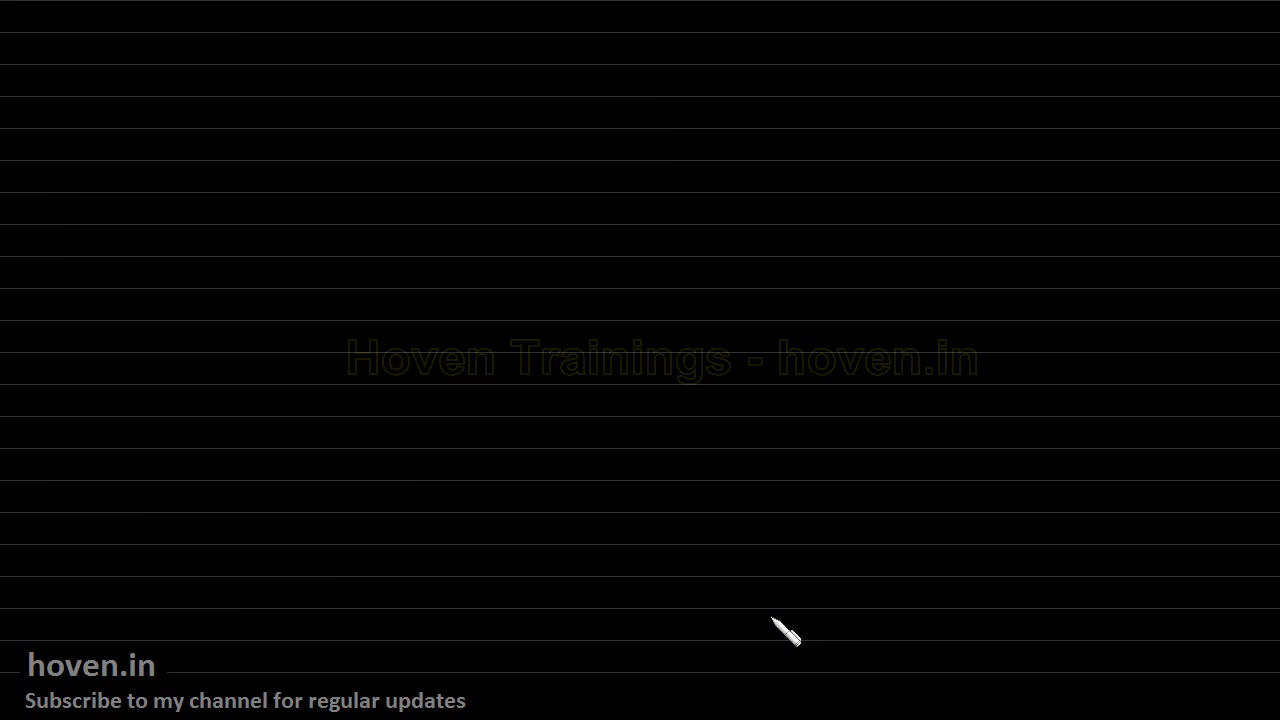 Hoven Trainings - hoven.in
hoven.in
Subscribe to my channel for regular updates